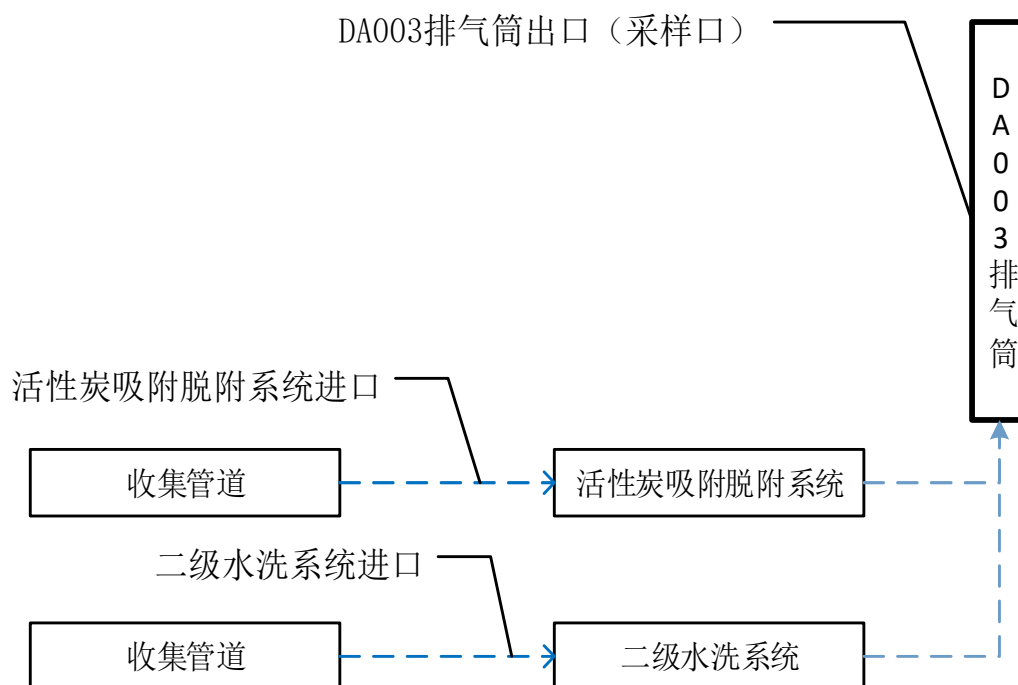 DA003排气筒出口（采样口）
DA003排气筒
活性炭吸附脱附系统进口
收集管道
活性炭吸附脱附系统
二级水洗系统进口
收集管道
二级水洗系统